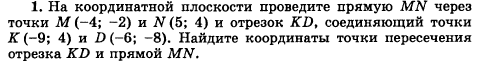 1. На координатной плоскости проведите прямую MN через
точки M (−4; −2) и N (5; 4) и отрезок KD, соединяющий точки
K (−9; 4) и D (−6; −8). Найдите координаты точки пересечения
отрезка KD и прямой MN.